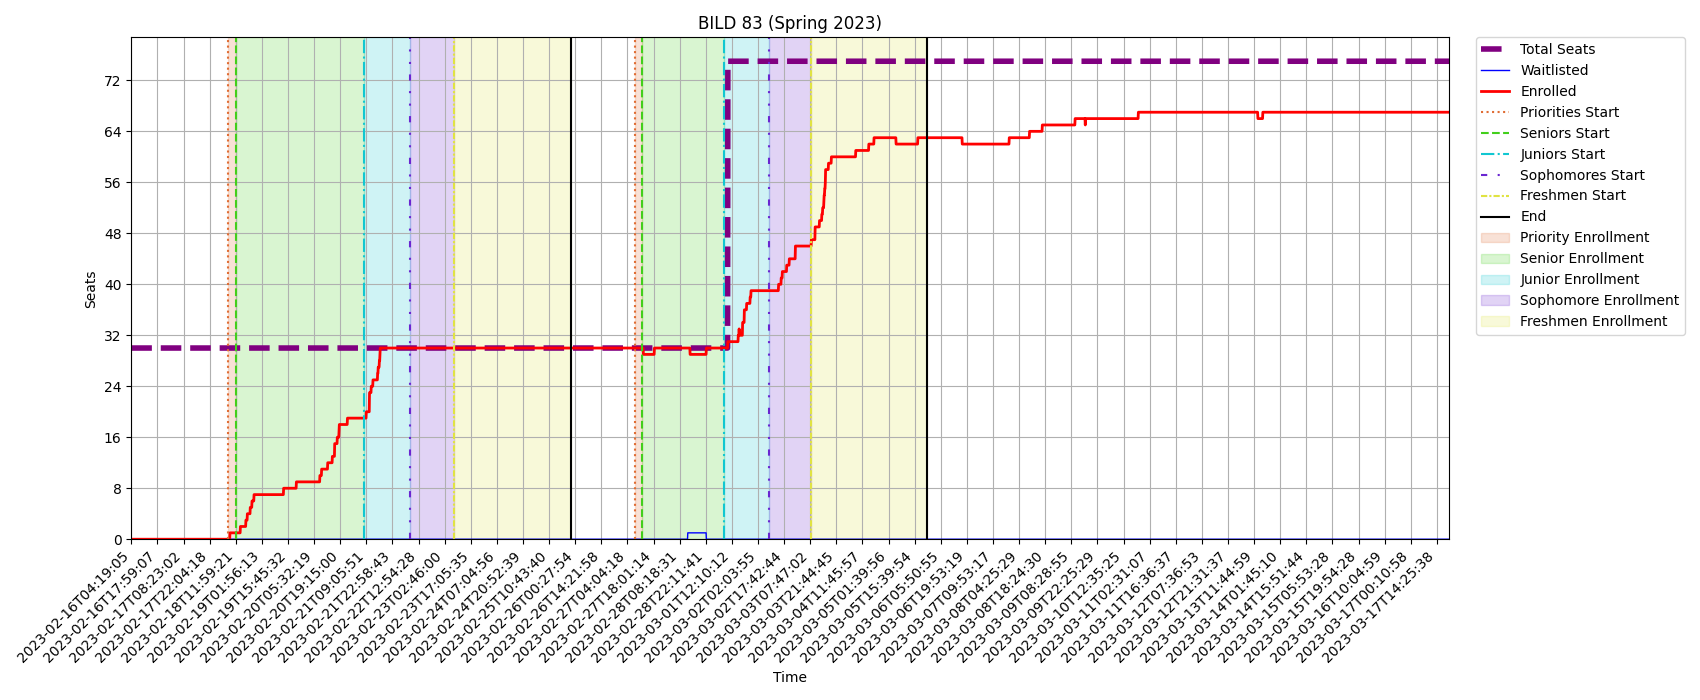 BILD 83 (Spring 2023)
Seats
72
64
56
48
40
32
24
16
8
0
2023-02-16T04:19:05
2023-02-16T17:59:07
2023-02-17T08:23:02
2023-02-17T22:04:18
2023-02-18T11:59:21
2023-02-19T01:56:13
2023-02-19T15:45:32
2023-02-20T05:32:19
2023-02-20T19:15:00
2023-02-21T09:05:51
2023-02-21T22:58:43
2023-02-22T12:54:28
2023-02-23T02:46:00
2023-02-23T17:05:35
2023-02-24T07:04:56
2023-02-24T20:52:39
2023-02-25T10:43:40
2023-02-26T00:27:54
2023-02-26T14:21:58
2023-02-27T04:04:18
2023-02-27T18:01:14
2023-02-28T08:18:31
2023-02-28T22:11:41
2023-03-01T12:10:12
2023-03-02T02:03:55
2023-03-02T17:42:44
2023-03-03T07:47:02
2023-03-03T21:44:45
2023-03-04T11:45:57
2023-03-05T01:39:56
2023-03-05T15:39:54
2023-03-06T05:50:55
2023-03-06T19:53:19
2023-03-07T09:53:17
2023-03-08T04:25:29
2023-03-08T18:24:30
2023-03-09T08:28:55
2023-03-09T22:25:29
2023-03-10T12:35:25
2023-03-11T02:31:07
2023-03-11T16:36:37
2023-03-12T07:36:53
2023-03-12T21:31:37
2023-03-13T11:44:59
2023-03-14T01:45:10
2023-03-14T15:51:44
2023-03-15T05:53:28
2023-03-15T19:54:28
2023-03-16T10:04:59
2023-03-17T00:10:58
2023-03-17T14:25:38
Time
Total Seats
Waitlisted
Enrolled
Priorities Start
Seniors Start
Juniors Start
Sophomores Start
Freshmen Start
End
Priority Enrollment
Senior Enrollment
Junior Enrollment
Sophomore Enrollment
Freshmen Enrollment